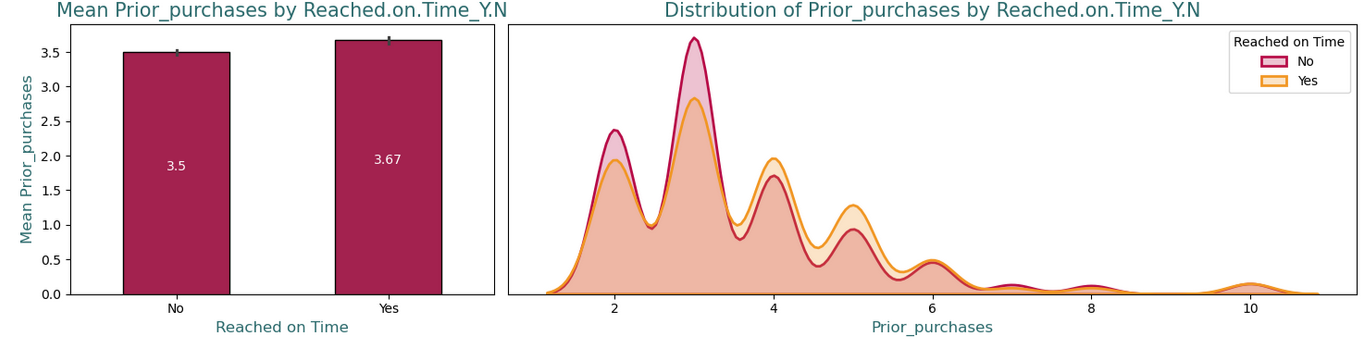 Mean Prior_purchases by Reached.on.Time_Y.N
Mean Prior_purchases
3.5
3.0
2.5
2.0
1.5
1.0
0.5
0.0
3.5
3.67
No Yes
Reached on Time
Distribution of Prior_purchases by Reached.on.Time_Y.N
Reached on Time
No
Yes
2 4 6 8 10
Prior_purchases